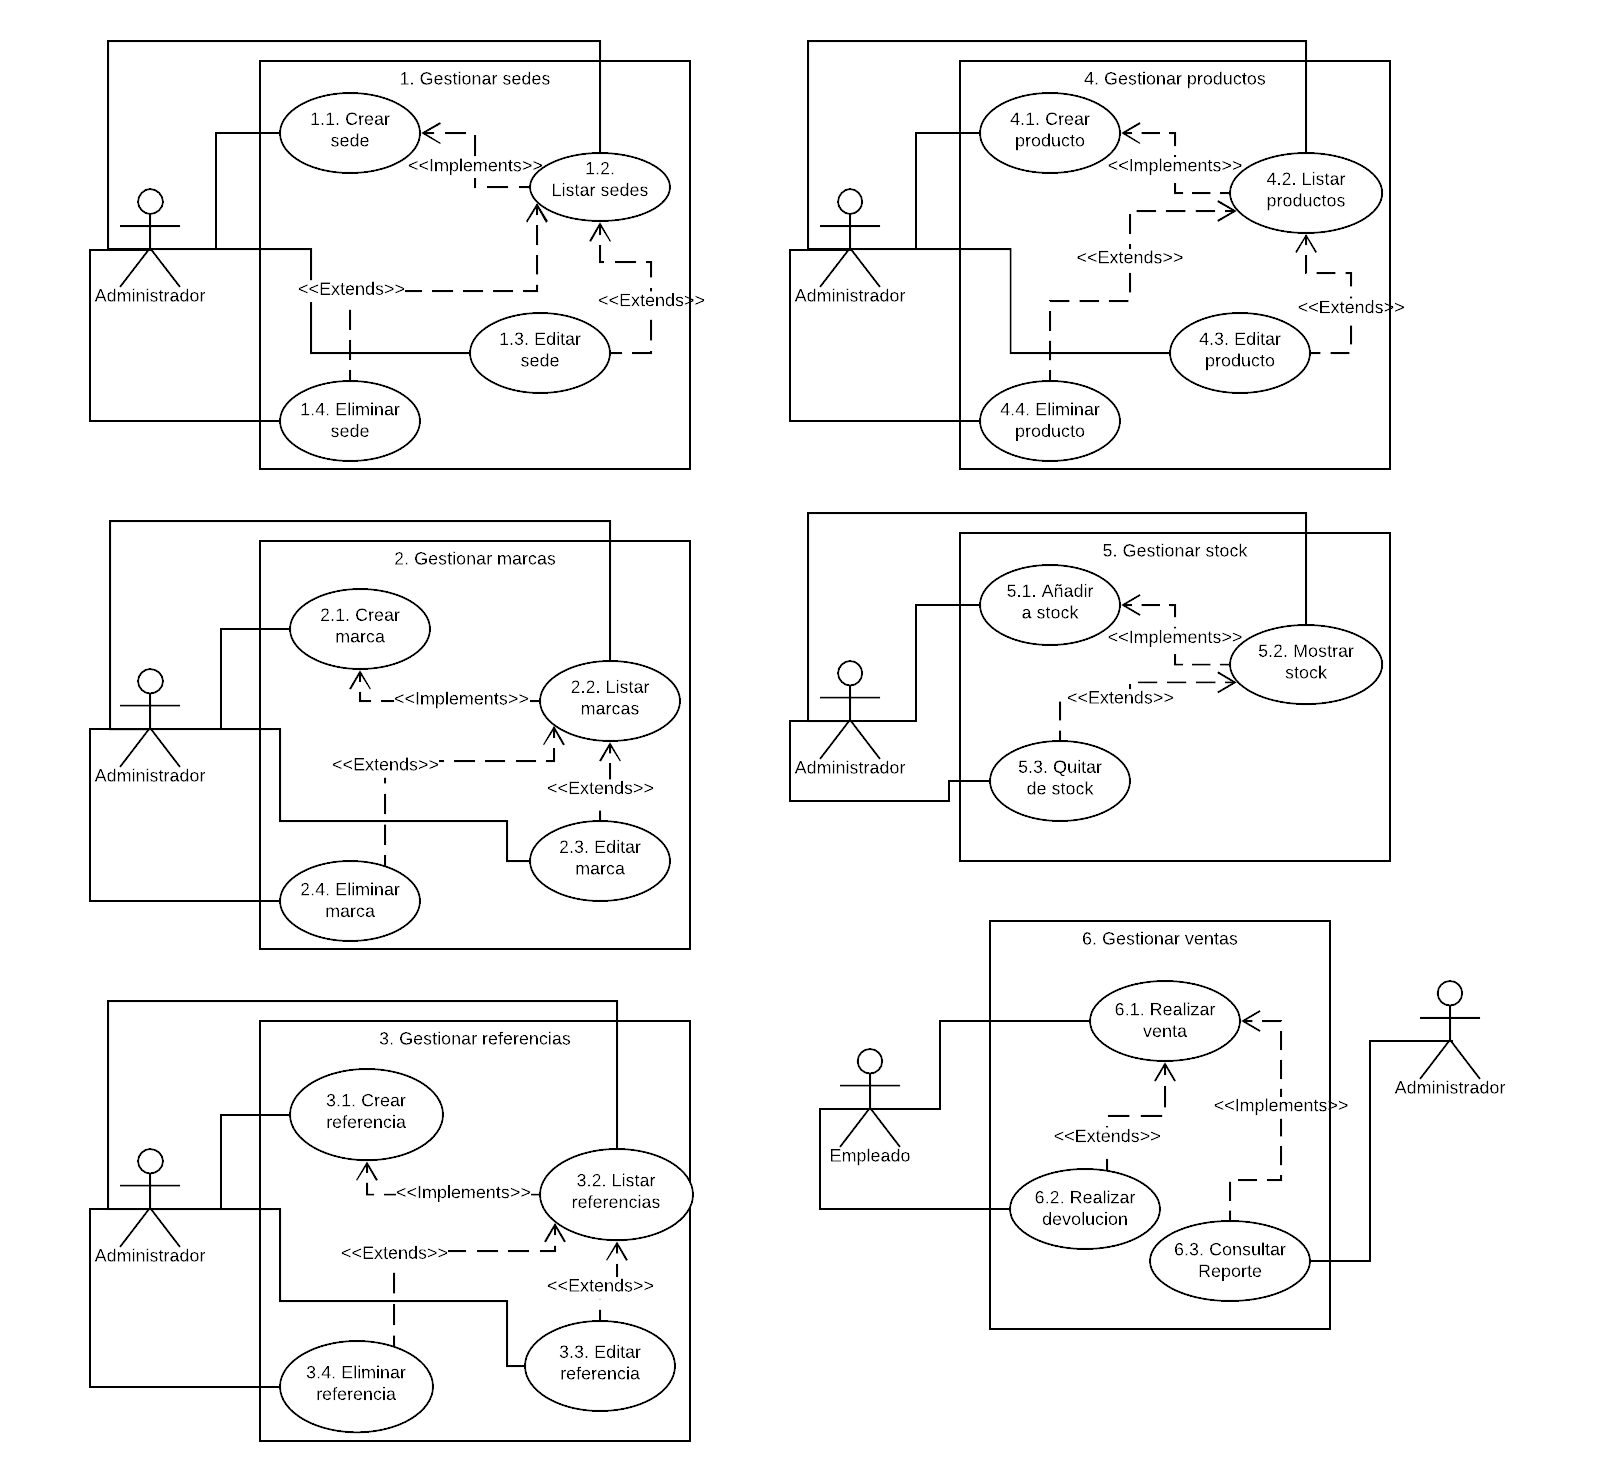 1. Gestionar sedes
1.1. Crear
sede
<<Implements>>
1.2.
Listar sedes
Administrador
<<Extends>>
<<Extends>>
1.3. Editar
sede
1.4. Eliminar
sede
2. Gestionar marcas
2.1. Crear
marca
<<Implements>>
2.2. Listar
marcas
Administrador
<<Extends>>
<<Extends>>
2.3. Editar
marca
2.4. Eliminar
marca
3. Gestionar referencias
3.1. Crear
referencia
<<Implements>>
3.2. Listar
referencias
Administrador
<<Extends>>
<<Extends>>
3.3. Editar
referencia
3.4. Eliminar
referencia
4. Gestionar productos
4.1. Crear
producto
<<Implements>>
4.2. Listar
productos
<<Extends>>
Administrador
<<Extends>>
4.3. Editar
producto
4.4. Eliminar
producto
5. Gestionar stock
5.1. Añadir
a stock
<<Implements>>
5.2. Mostrar
stock
<<Extends>>
Administrador
5.3. Quitar
de stock
6. Gestionar ventas
6.1. Realizar
venta
Administrador
<<Implements>>
<<Extends>>
Empleado
6.2. Realizar
devolucion
6.3. Consultar
Reporte